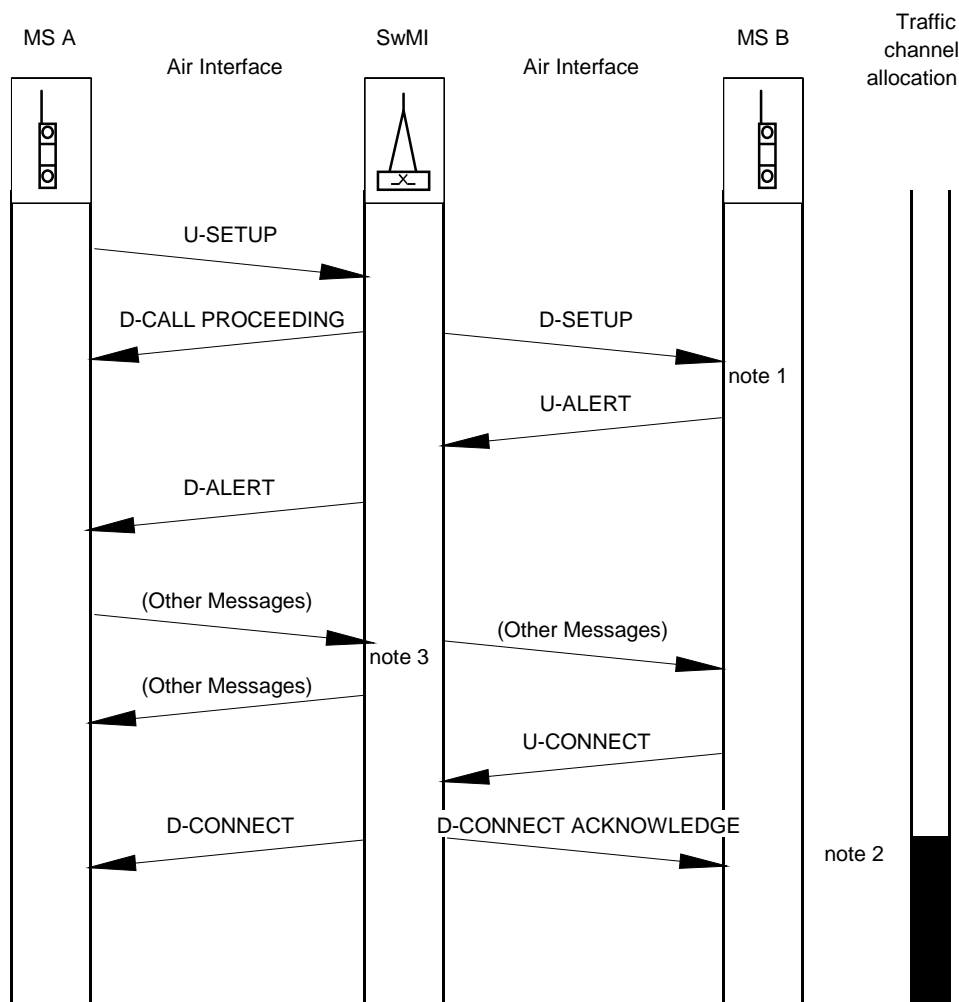 Traffic
channel
allocation
MS A
SwMI
MS B
Air Interface
Air Interface
U-SETUP
D-CALL PROCEEDING
D-SETUP
note 1
U-ALERT
D-ALERT
(Other Messages)
(Other Messages)
note 3
(Other Messages)
U-CONNECT
D-CONNECT
D-CONNECT ACKNOWLEDGE
note 2